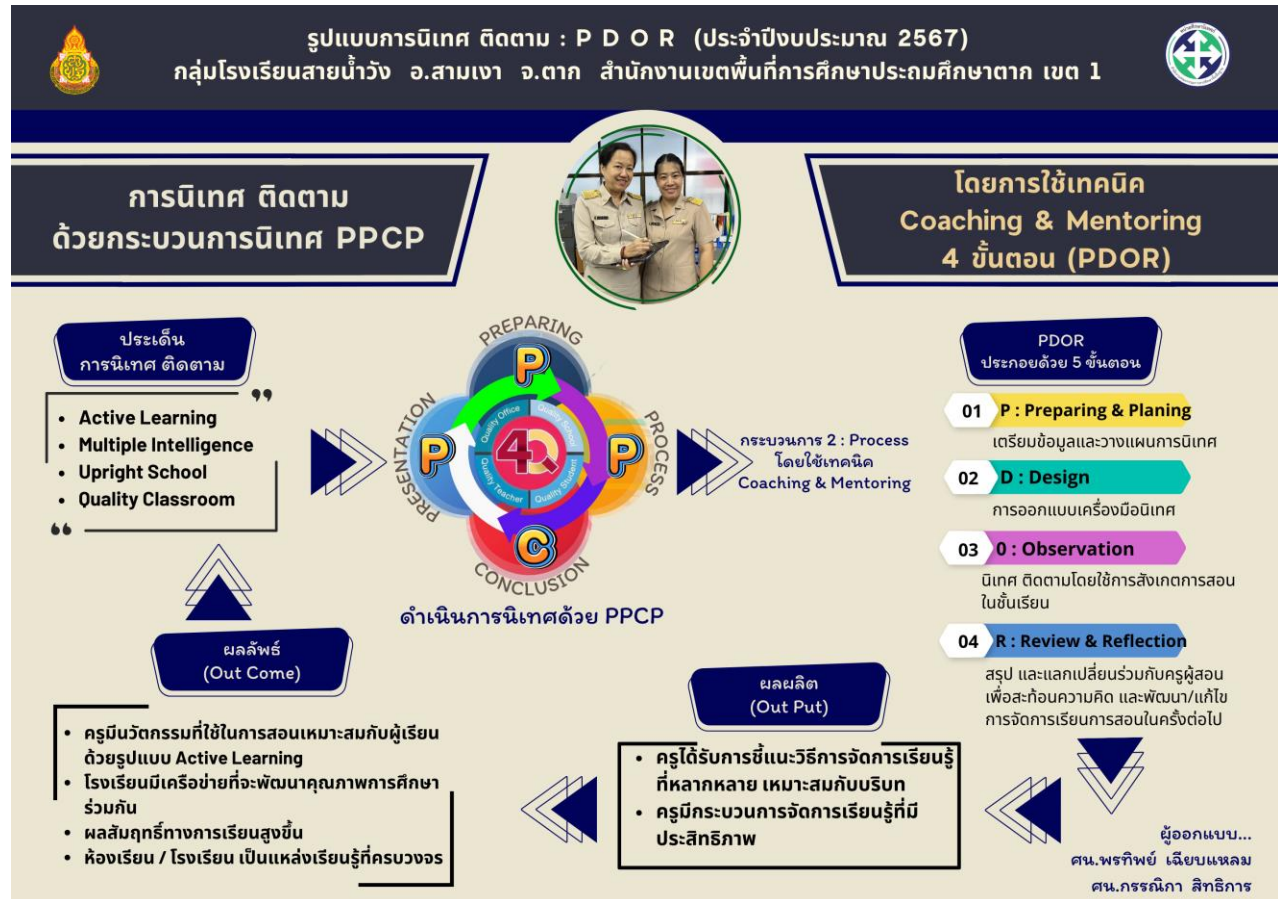 รูปแบบการนิเทศ ติดตาม : P D O R (ประจำปีงบประมาณ 2567)
กลุ่มโรงเรียนสายน้ำวัง อ.สามเงา จ.ตาก สำนักงานเขตพื้นที่การศึกษาประถมศึกษาตาก เขต 1
การนิเทศ ติดตาม
ด้วยกระบวนการนิเทศ PPCP
โดยการใช้เทคนิค
Coaching & Mentoring
4 ขั้นตอน (PDOR)
ประเด็น
การนิเทศ ติดตาม
• Active Learning
• Multiple Intelligence
• Upright School
• Quality Classroom
PREPARING
P
PROCESS
P
CONCLUSION
C
PRESENTATION
P
Quality Office
Quality School
Quality Student
Quality Teacher
4Q
ดำเนินการนิเทศด้วย PPCP
กระบวนการ 2 : Process
โดยใช้เทคนิค
Coaching & Mentoring
PDOR
ประกอยด้วย 5 ขั้นตอน
01 P : Preparing & Planing
เตรียมข้อมูลและวางแผนการนิเทศ
02 D : Design
การออกแบบเครื่องมือนิเทศ
03 0 : Observation
นิเทศ ติดตามโดยใช้การสังเกตการสอน
ในชั้นเรียน
04 R : Review & Reflection
สรุป และแลกเปลี่ยนร่วมกับครูผู้สอน
เพื่อสะท้อนความคิด และพัฒนา/แก้ไข
การจัดการเรียนการสอนในครั้งต่อไป
ผลผลิต
(Out Put)
• ครูได้รับการชี้แนะวิธีการจัดการเรียนรู้
ที่หลากหลาย เหมาะสมกับบริบท
• ครูมีกระบวนการจัดการเรียนรู้ที่มี
ประสิทธิภาพ
ผลลัพธ์
(Out Come)
• ครูมีนวัตกรรมที่ใช้ในการสอนเหมาะสมกับผู้เรียน
ด้วยรูปแบบ Active Learning
• โรงเรียนมีเครือข่ายที่จะพัฒนาคุณภาพการศึกษา
ร่วมกัน
• ผลสัมฤทธิ์ทางการเรียนสูงขึ้น
• ห้องเรียน / โรงเรียน เป็นแหล่งเรียนรู้ที่ครบวงจร
ผู้ออกแบบ...
ศน.พรทิพย์ เฉียบแหลม
ศน.กรรณิกา สิทธิการ